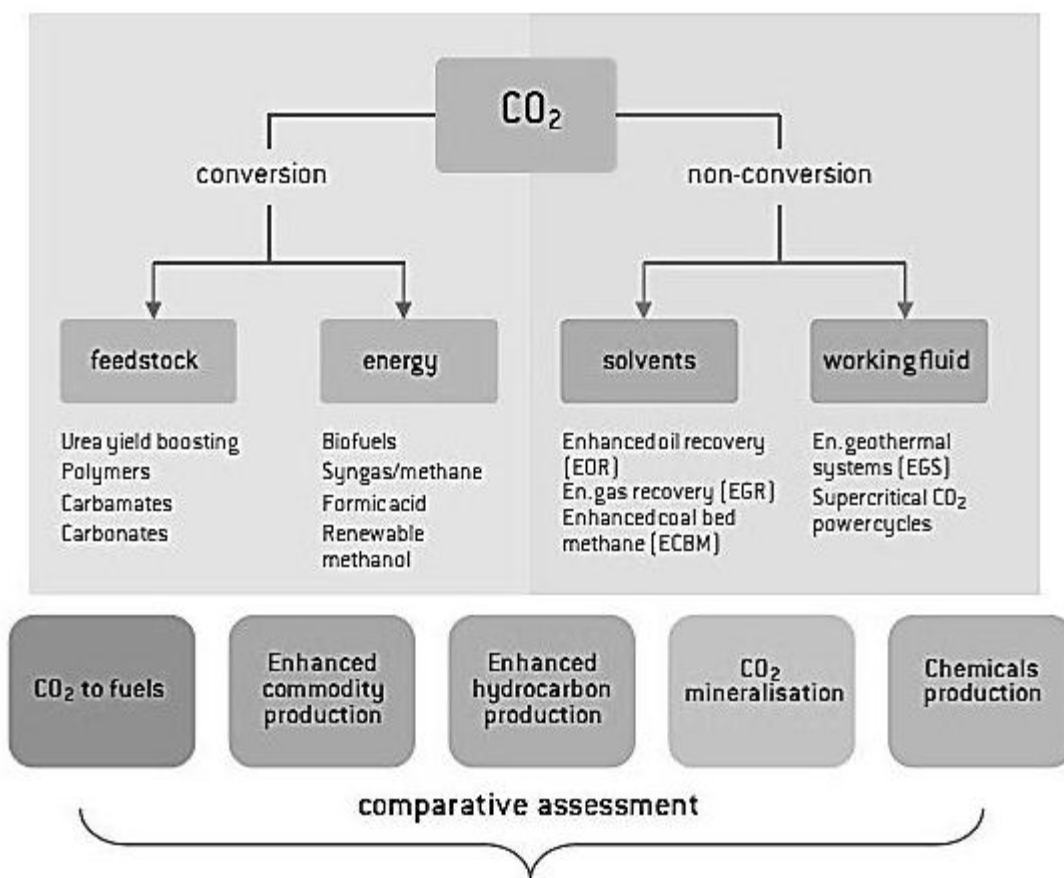 CO₂
conversion
non-conversion
feedstock
energy
solvents
working fluid
Urea yield boosting
Polymers
Carbamates
Carbonates
Biofuels
Syngas/methane
Formic acid
Renewable
methanol
Enhanced oil recovery
(EOR)
En. gas recovery (EGR)
Enhanced coal bed
methane (ECBM)
En. geothermal
systems (EGS)
Supercritical CO₂
powercycles
CO₂ to fuels
Enhanced
commodity
production
Enhanced
hydrocarbon
production
CO₂
mineralisation
Chemicals
production
comparative assessment